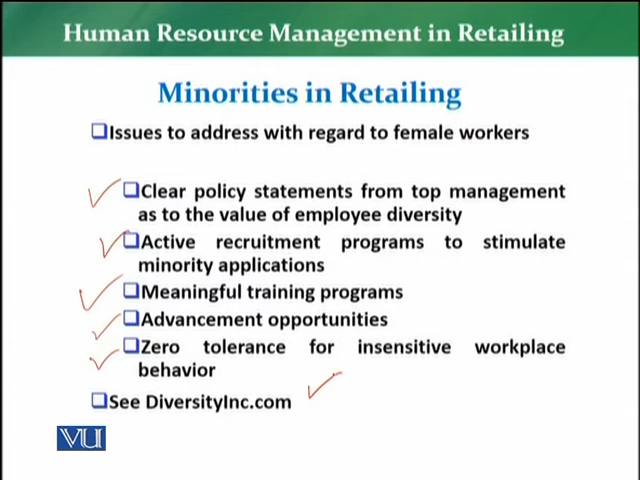 Human Resource Management in Retailing
Minorities in Retailing
Issues to address with regard to female workers
Clear policy statements from top management
as to the value of employee diversity
Active recruitment programs to stimulate
minority applications
Meaningful training programs
Advancement opportunities
Zero tolerance for insensitive workplace
behavior
See DiversityInc.com
VU